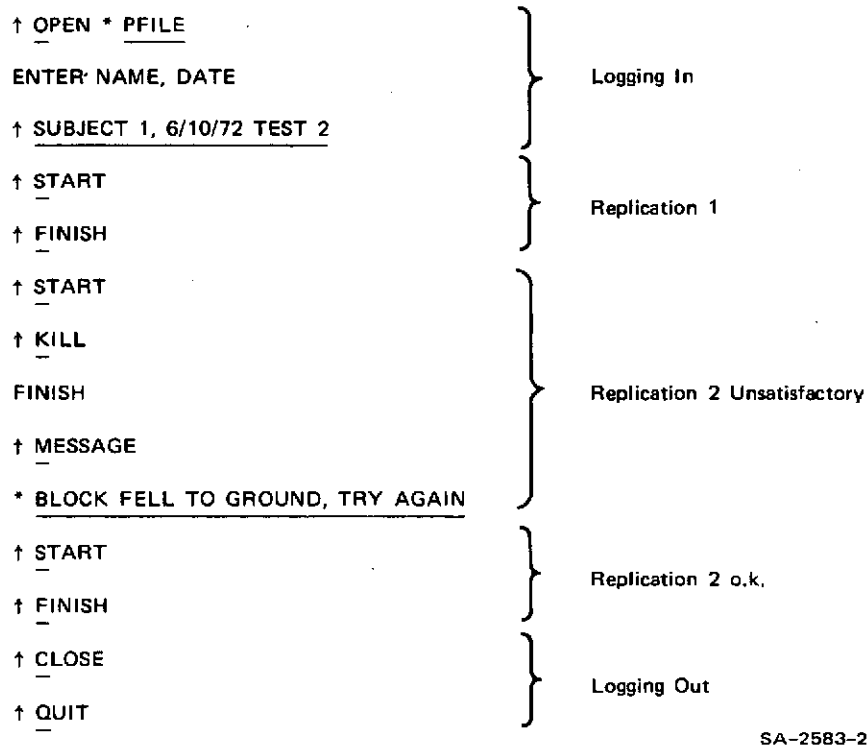 ↑ OPEN * PFILE
ENTER NAME, DATE
Logging In
↑ SUBJECT 1, 6/10/72 TEST 2
↑ START
Replication 1
↑ FINISH
↑ START
↑ KILL
FINISH
Replication 2 Unsatisfactory
↑ MESSAGE
* BLOCK FELL TO GROUND, TRY AGAIN
↑ START
Replication 2 o.k.
↑ FINISH
↑ CLOSE
Logging Out
↑ QUIT
SA-2583-2